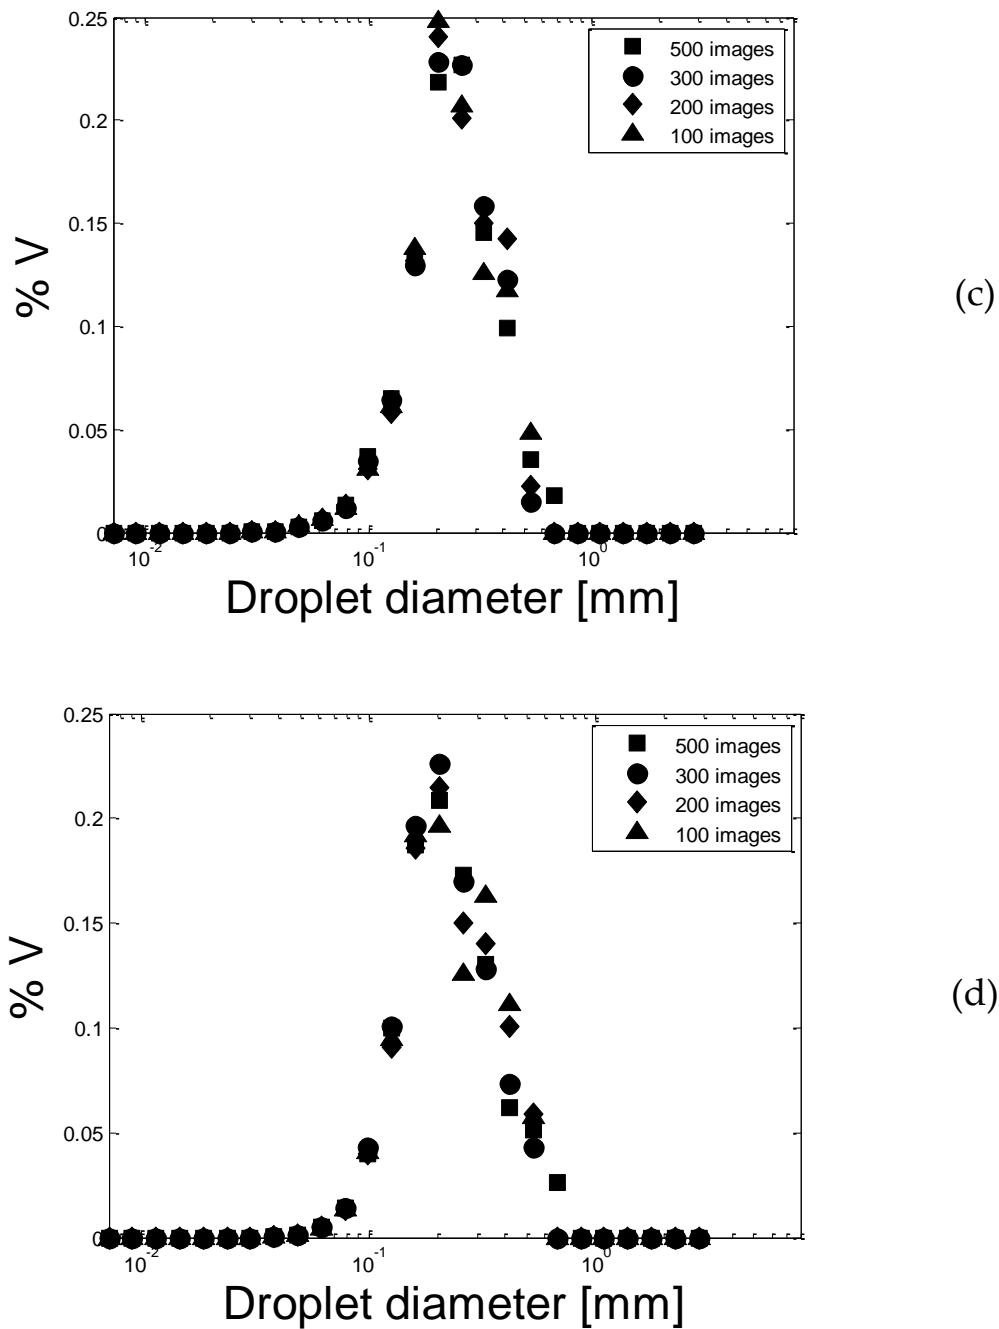 0.25
0.2
0.15
0.1
0.05
0
% V
500 images
300 images
200 images
100 images
10^-2
10^-1
10^0
Droplet diameter [mm]
(c)
0.25
0.2
0.15
0.1
0.05
0
% V
500 images
300 images
200 images
100 images
10^-2
10^-1
10^0
Droplet diameter [mm]
(d)